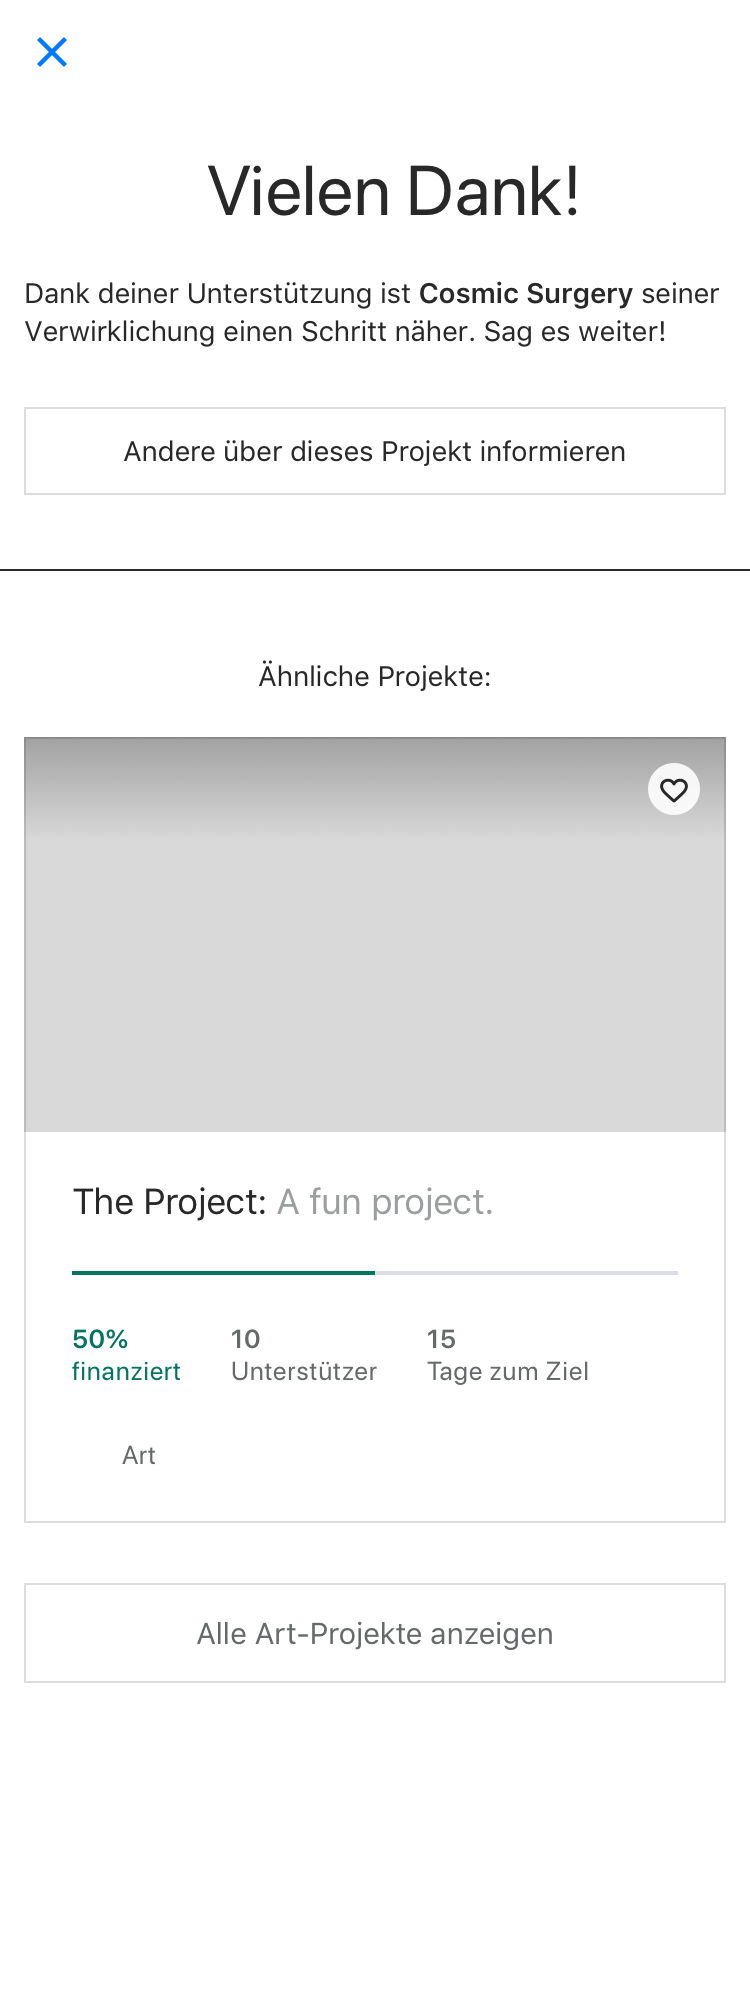 Vielen Dank!
Dank deiner Unterstützung ist Cosmic Surgery seiner
Verwirklichung einen Schritt näher. Sag es weiter!
Andere über dieses Projekt informieren
Ähnliche Projekte:
The Project: A fun project.
50% 10 15
finanziert Unterstützer Tage zum Ziel
Art
Alle Art-Projekte anzeigen